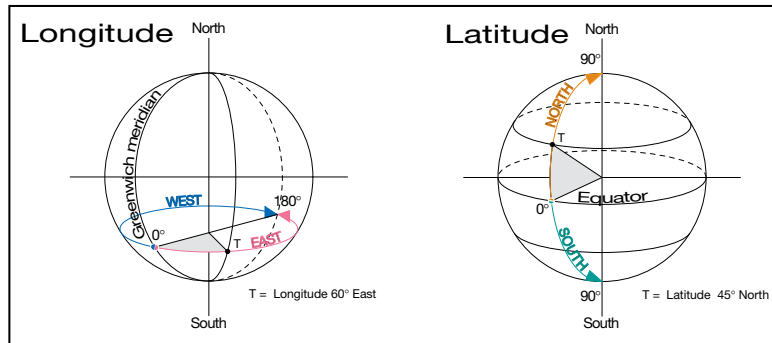 Longitude
North
Greenwich meridian
WEST
180°
0°
EAST
T
T = Longitude 60° East
South
Latitude
North
90°
NORTH
T
0°
Equator
SOUTH
90°
T = Latitude 45° North
South